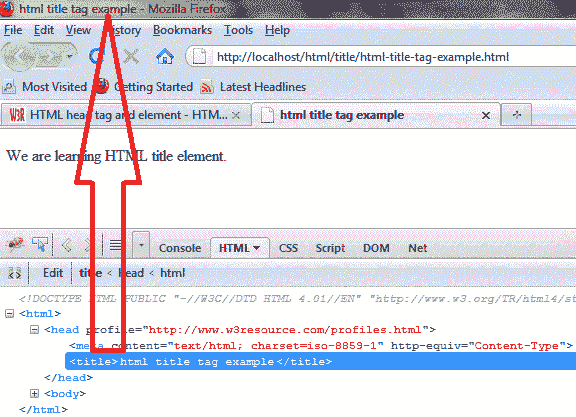 html title tag example - Mozilla Firefox
File Edit View History Bookmarks Tools Help
http://localhost/html/title/html-title-tag-example.html
Most Visited Getting Started Latest Headlines
W3R HTML head tag and element - HTM... html title tag example
We are learning HTML title element.
Console HTML CSS Script DOM Net
Edit title < head < html
<!DOCTYPE HTML PUBLIC "-//W3C//DTD HTML 4.01//EN" "http://www.w3.org/TR/html4/st
<html>
<head profile="http://www.w3resource.com/profiles.html">
<meta content="text/html; charset=iso-8859-1" http-equiv="Content-Type">
<title>html title tag example</title>
</head>
<body>
</html>